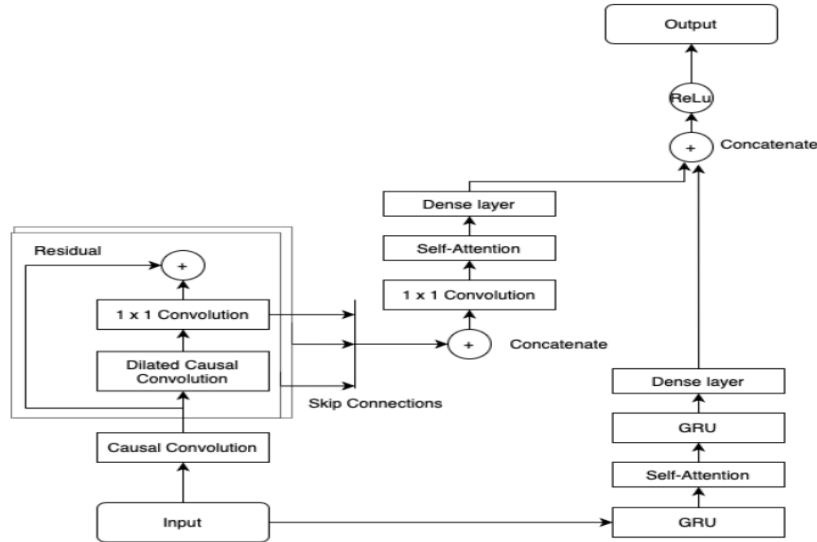 Output
ReLu
+
Concatenate
Dense layer
Self-Attention
1 x 1 Convolution
+
Concatenate
Residual
+
1 x 1 Convolution
Dilated Causal
Convolution
Skip Connections
Causal Convolution
Input
Dense layer
GRU
Self-Attention
GRU